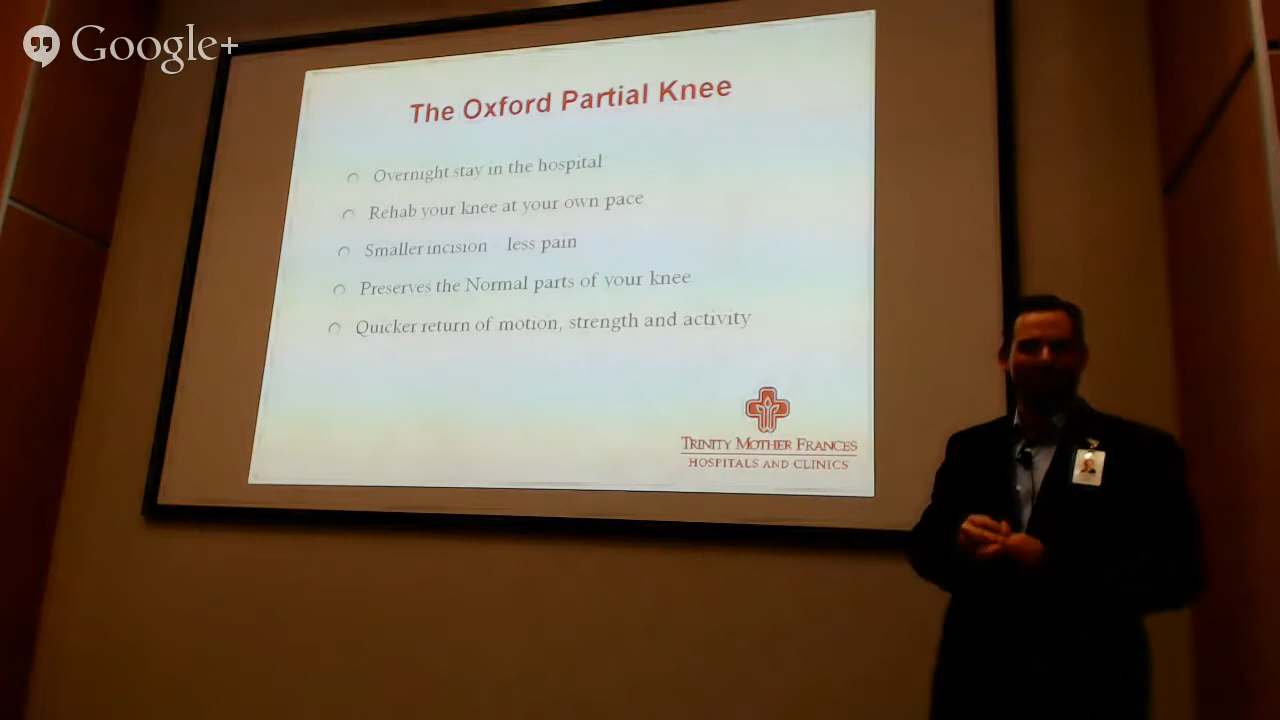 Google+
The Oxford Partial Knee
Overnight stay in the hospital
Rehab your knee at your own pace
Smaller incision – less pain
Preserves the Normal parts of your knee
Quicker return of motion, strength and activity
TRINITY MOTHER FRANCES
HOSPITALS AND CLINICS